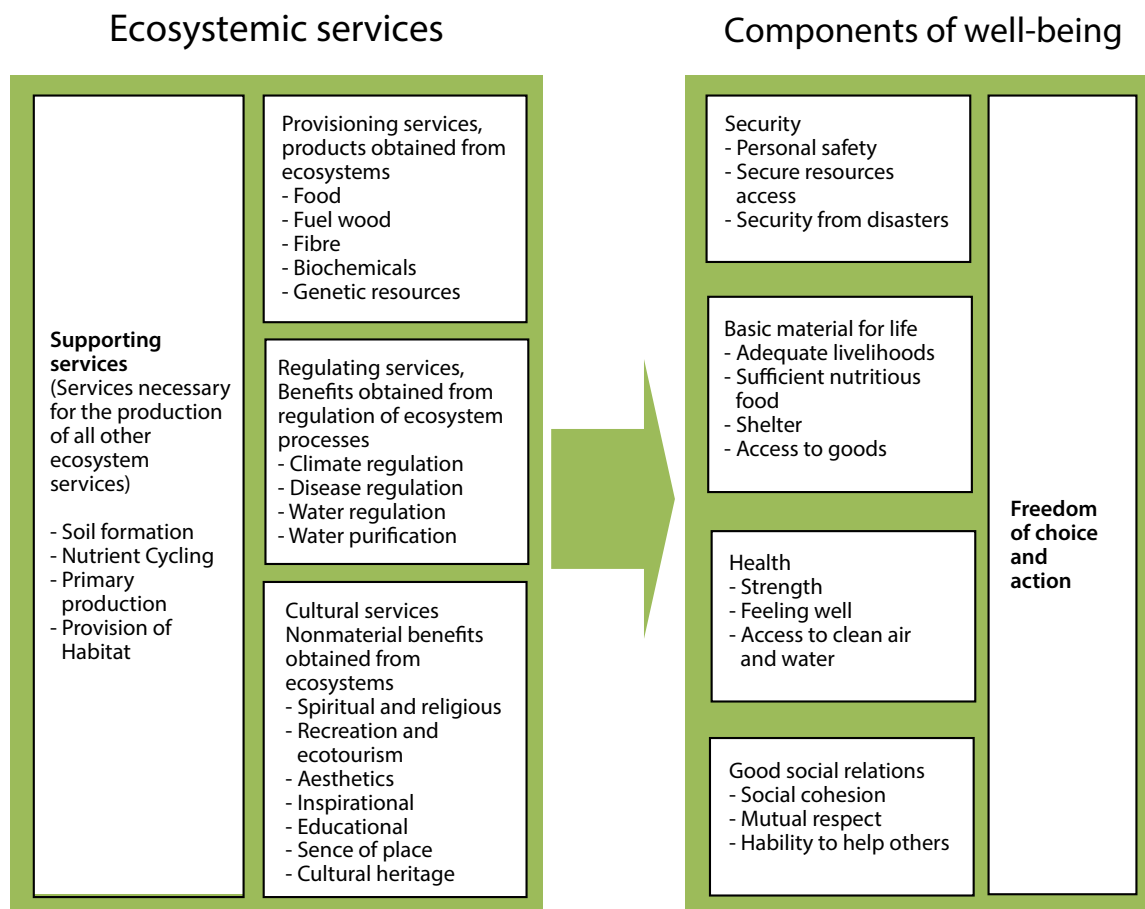 Ecosystemic services
Supporting
services
(Services necessary
for the production
of all other
ecosystem
services)
- Soil formation
- Nutrient Cycling
- Primary
production
- Provision of
Habitat
Provisioning services,
products obtained from
ecosystems
- Food
- Fuel wood
- Fibre
- Biochemicals
- Genetic resources
Regulating services,
Benefits obtained from
regulation of ecosystem
processes
- Climate regulation
- Disease regulation
- Water regulation
- Water purification
Cultural services
Nonmaterial benefits
obtained from
ecosystems
- Spiritual and religious
- Recreation and
ecotourism
- Aesthetics
- Inspirational
- Educational
- Sence of place
- Cultural heritage
Components of well-being
Security
- Personal safety
- Secure resources
access
- Security from disasters
Basic material for life
- Adequate livelihoods
- Sufficient nutritious
food
- Shelter
- Access to goods
Health
- Strength
- Feeling well
- Access to clean air
and water
Good social relations
- Social cohesion
- Mutual respect
- Hability to help others
Freedom
of choice
and
action